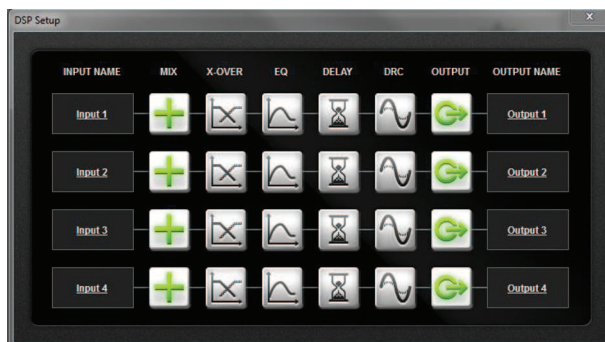 DSP Setup
x
INPUT NAME MIX X-OVER EQ DELAY DRC OUTPUT OUTPUT NAME
Input 1 Output 1
Input 2 Output 2
Input 3 Output 3
Input 4 Output 4